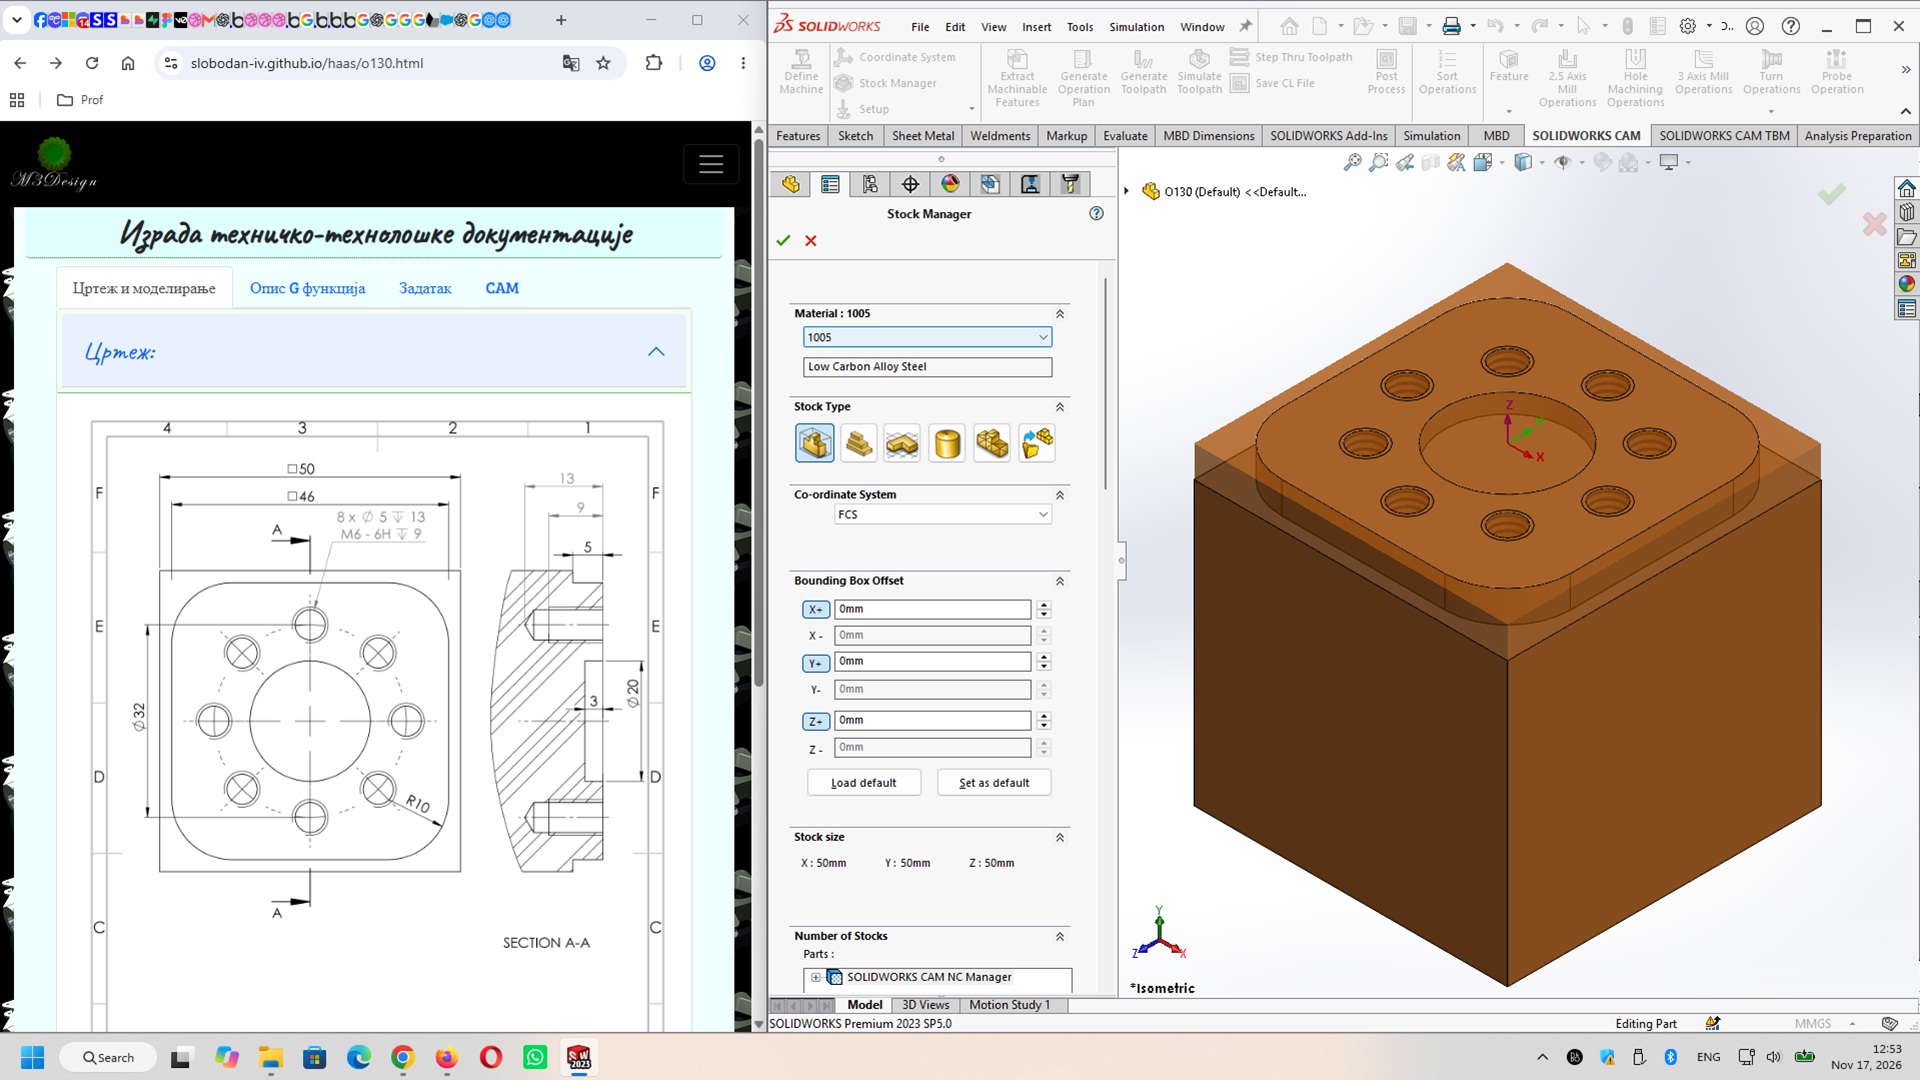 slobodan-iv.github.io/haas/o130.html
Prof
M3Design
Израда техничко-технолошке документације
Цртеж и моделирање
Опис G функција
Задатак
CAM
Цртеж:
4
3
2
1
F
F
□50
□46
8 x ∅ 5 ↧ 13
M6 - 6H ↧ 9
A
13
9
5
E
E
∅32
3
∅20
D
D
R10
A
C
C
SECTION A-A
SOLIDWORKS
File
Edit
View
Insert
Tools
Simulation
Window
Define Machine
Coordinate System
Stock Manager
Setup
Extract Machinable Features
Generate Operation Plan
Generate Toolpath
Simulate Toolpath
Step Thru Toolpath
Save CL File
Post Process
Sort Operations
Feature
2.5 Axis Mill Operations
Hole Machining Operations
3 Axis Mill Operations
Turn Operations
Probe Operation
Features
Sketch
Sheet Metal
Weldments
Markup
Evaluate
MBD Dimensions
SOLIDWORKS Add-Ins
Simulation
MBD
SOLIDWORKS CAM
SOLIDWORKS CAM TBM
Analysis Preparation
Stock Manager
Material : 1005
1005
Low Carbon Alloy Steel
Stock Type
Co-ordinate System
FCS
Bounding Box Offset
X+ 0mm
X - 0mm
Y+ 0mm
Y- 0mm
Z+ 0mm
Z - 0mm
Load default
Set as default
Stock size
X : 50mm Y : 50mm Z : 50mm
Number of Stocks
Parts :
SOLIDWORKS CAM NC Manager
O130 (Default) <<Default...
Z
Y
X
Y
Z
X
*Isometric
Model
3D Views
Motion Study 1
SOLIDWORKS Premium 2023 SP5.0
Editing Part
MMGS
Search
ENG
12:53
Nov 17, 2026